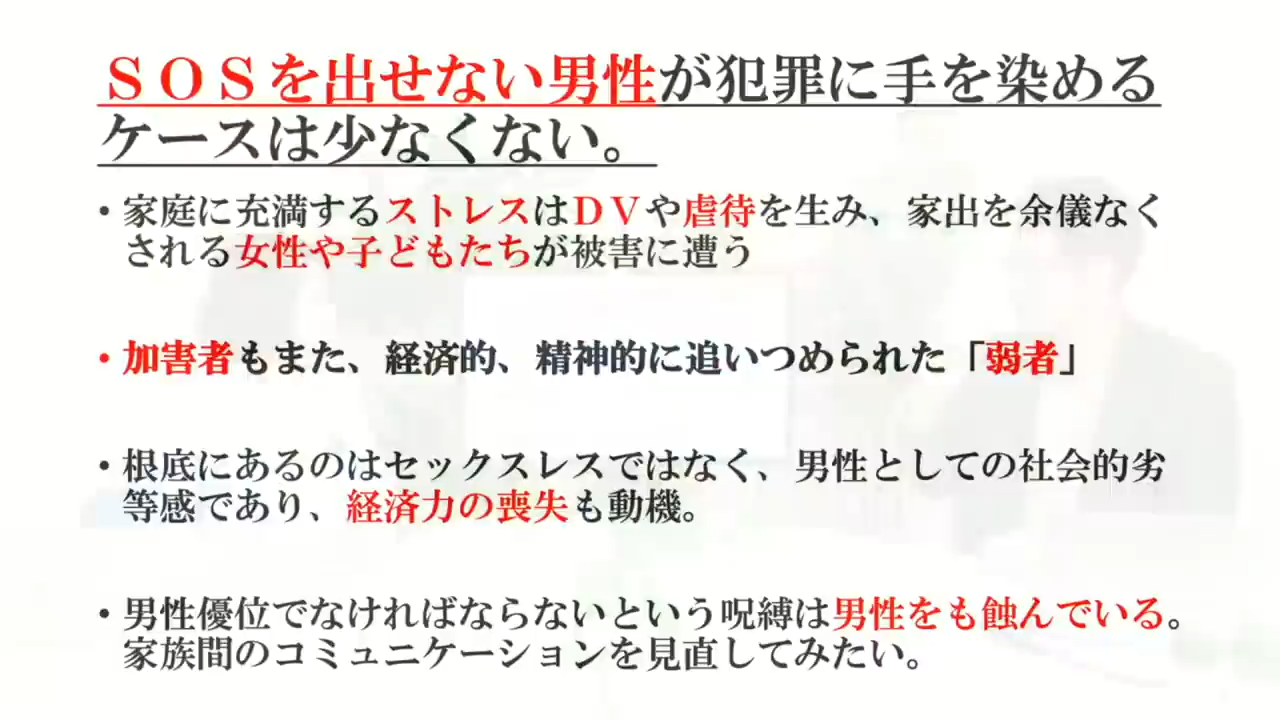 ＳＯＳを出せない男性が犯罪に手を染める
ケースは少なくない。
・家庭に充満するストレスはＤＶや虐待を生み、家出を余儀なく
される女性や子どもたちが被害に遭う
・加害者もまた、経済的、精神的に追いつめられた「弱者」
・根底にあるのはセックスレスではなく、男性としての社会的劣
等感であり、経済力の喪失も動機。
・男性優位でなければならないという呪縛は男性をも蝕んでいる。
家族間のコミュニケーションを見直してみたい。